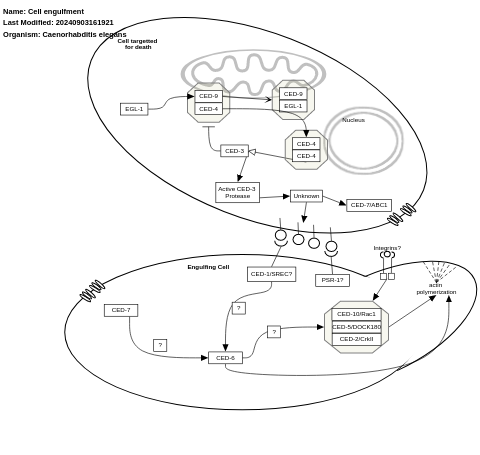 Name: Cell engulfment
Last Modified: 20240903161921
Organism: Caenorhabditis elegans
Cell targetted
for death
CED-9
CED-4
CED-9
EGL-1
EGL-1
Nucleus
CED-4
CED-4
CED-3
Active CED-3
Protease
Unknown
CED-7/ABC1
Integrins?
Engulfing Cell
CED-1/SREC?
PSR-1?
actin
polymerization
CED-7
?
?
?
CED-10/Rac1
CED-5/DOCK180
CED-2/CrkII
CED-6